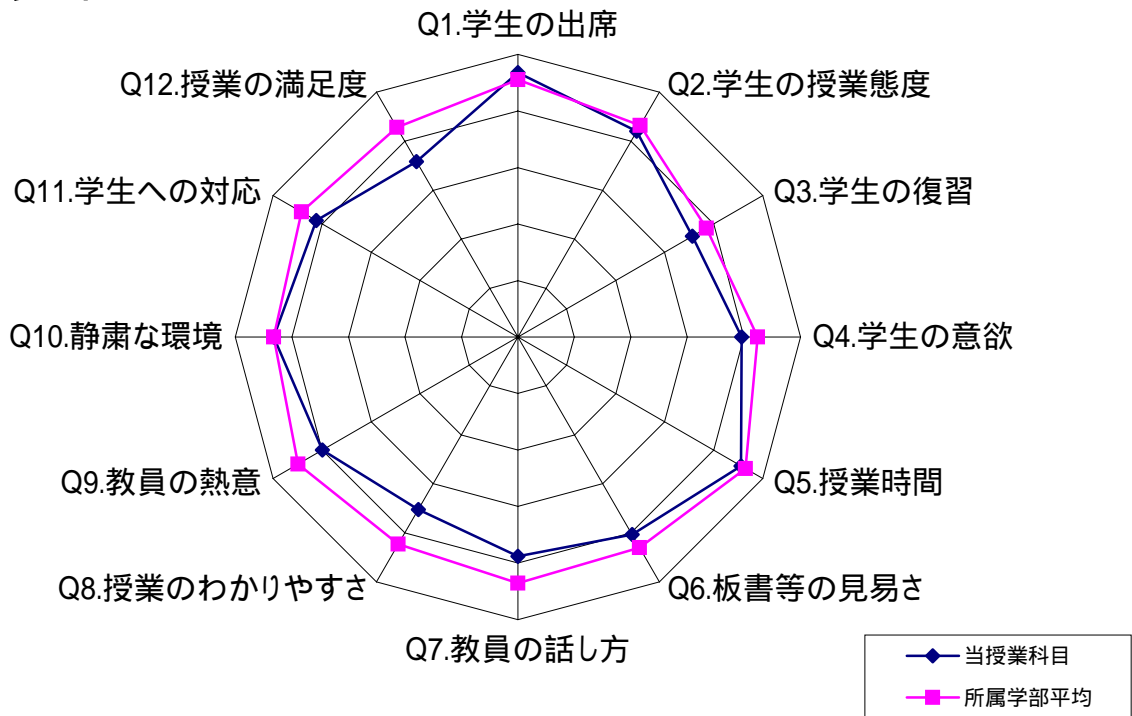 Q1.学生の出席
Q2.学生の授業態度
Q3.学生の復習
Q4.学生の意欲
Q5.授業時間
Q6.板書等の見易さ
Q7.教員の話し方
Q8.授業のわかりやすさ
Q9.教員の熱意
Q10.静粛な環境
Q11.学生への対応
Q12.授業の満足度
当授業科目
所属学部平均